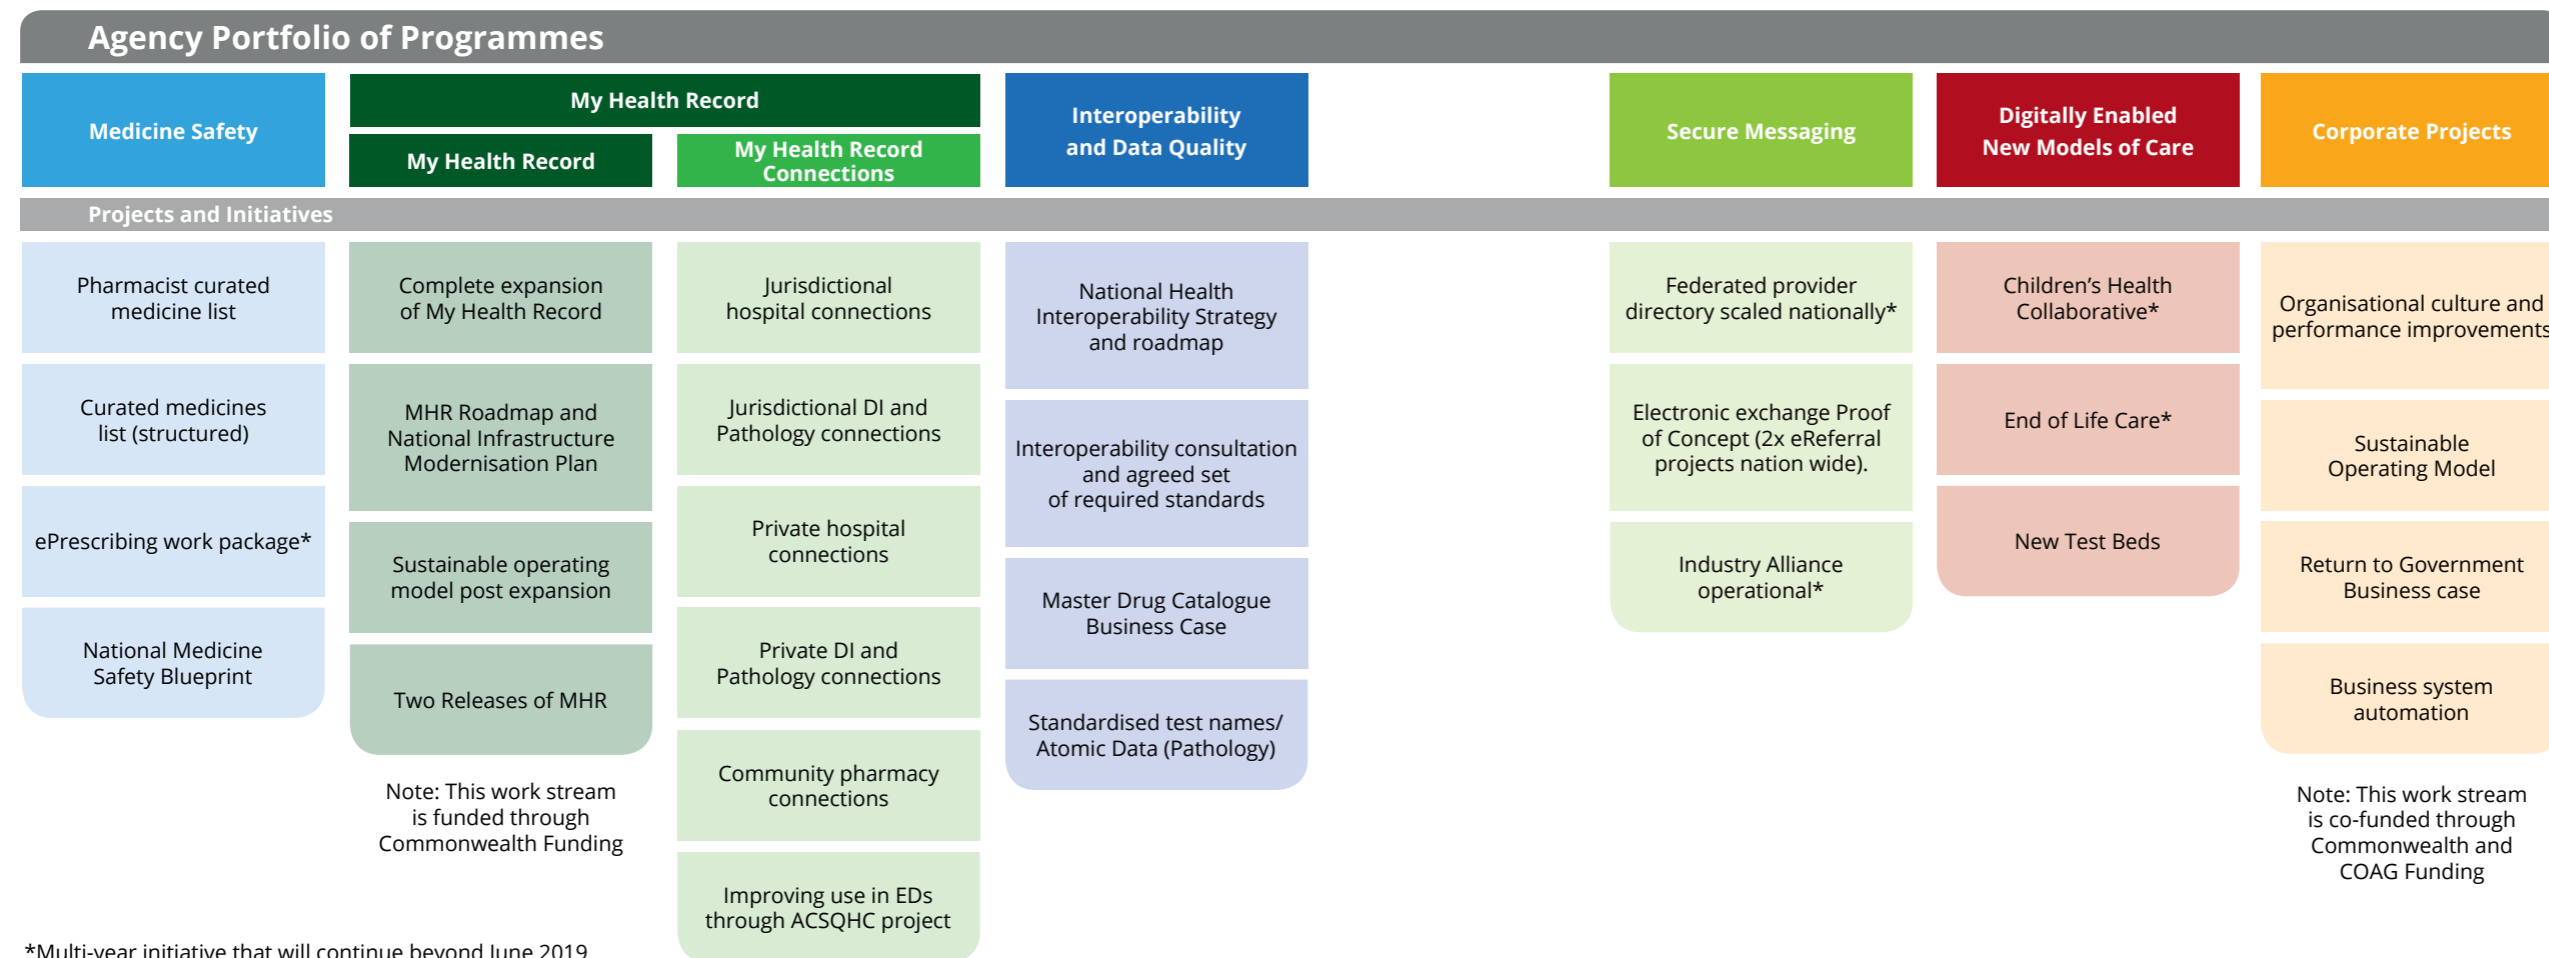 Agency Portfolio of Programmes
Medicine Safety
My Health Record
My Health Record
My Health Record
Connections
Interoperability
and Data Quality
Secure Messaging
Digitally Enabled
New Models of Care
Corporate Projects
Projects and Initiatives
Pharmacist curated
medicine list
Curated medicines
list (structured)
ePrescribing work package*
National Medicine
Safety Blueprint
Complete expansion
of My Health Record
MHR Roadmap and
National Infrastructure
Modernisation Plan
Sustainable operating
model post expansion
Two Releases of MHR
Note: This work stream
is funded through
Commonwealth Funding
Jurisdictional
hospital connections
Jurisdictional DI and
Pathology connections
Private hospital
connections
Private DI and
Pathology connections
Community pharmacy
connections
Improving use in EDs
through ACSQHC project
National Health
Interoperability Strategy
and roadmap
Interoperability consultation
and agreed set
of required standards
Master Drug Catalogue
Business Case
Standardised test names/
Atomic Data (Pathology)
Federated provider
directory scaled nationally*
Electronic exchange Proof
of Concept (2x eReferral
projects nation wide).
Industry Alliance
operational*
Children's Health
Collaborative*
End of Life Care*
New Test Beds
Organisational culture and
performance improvements
Sustainable
Operating Model
Return to Government
Business case
Business system
automation
Note: This work stream
is co-funded through
Commonwealth and
COAG Funding
*Multi-year initiative that will continue beyond June 2019